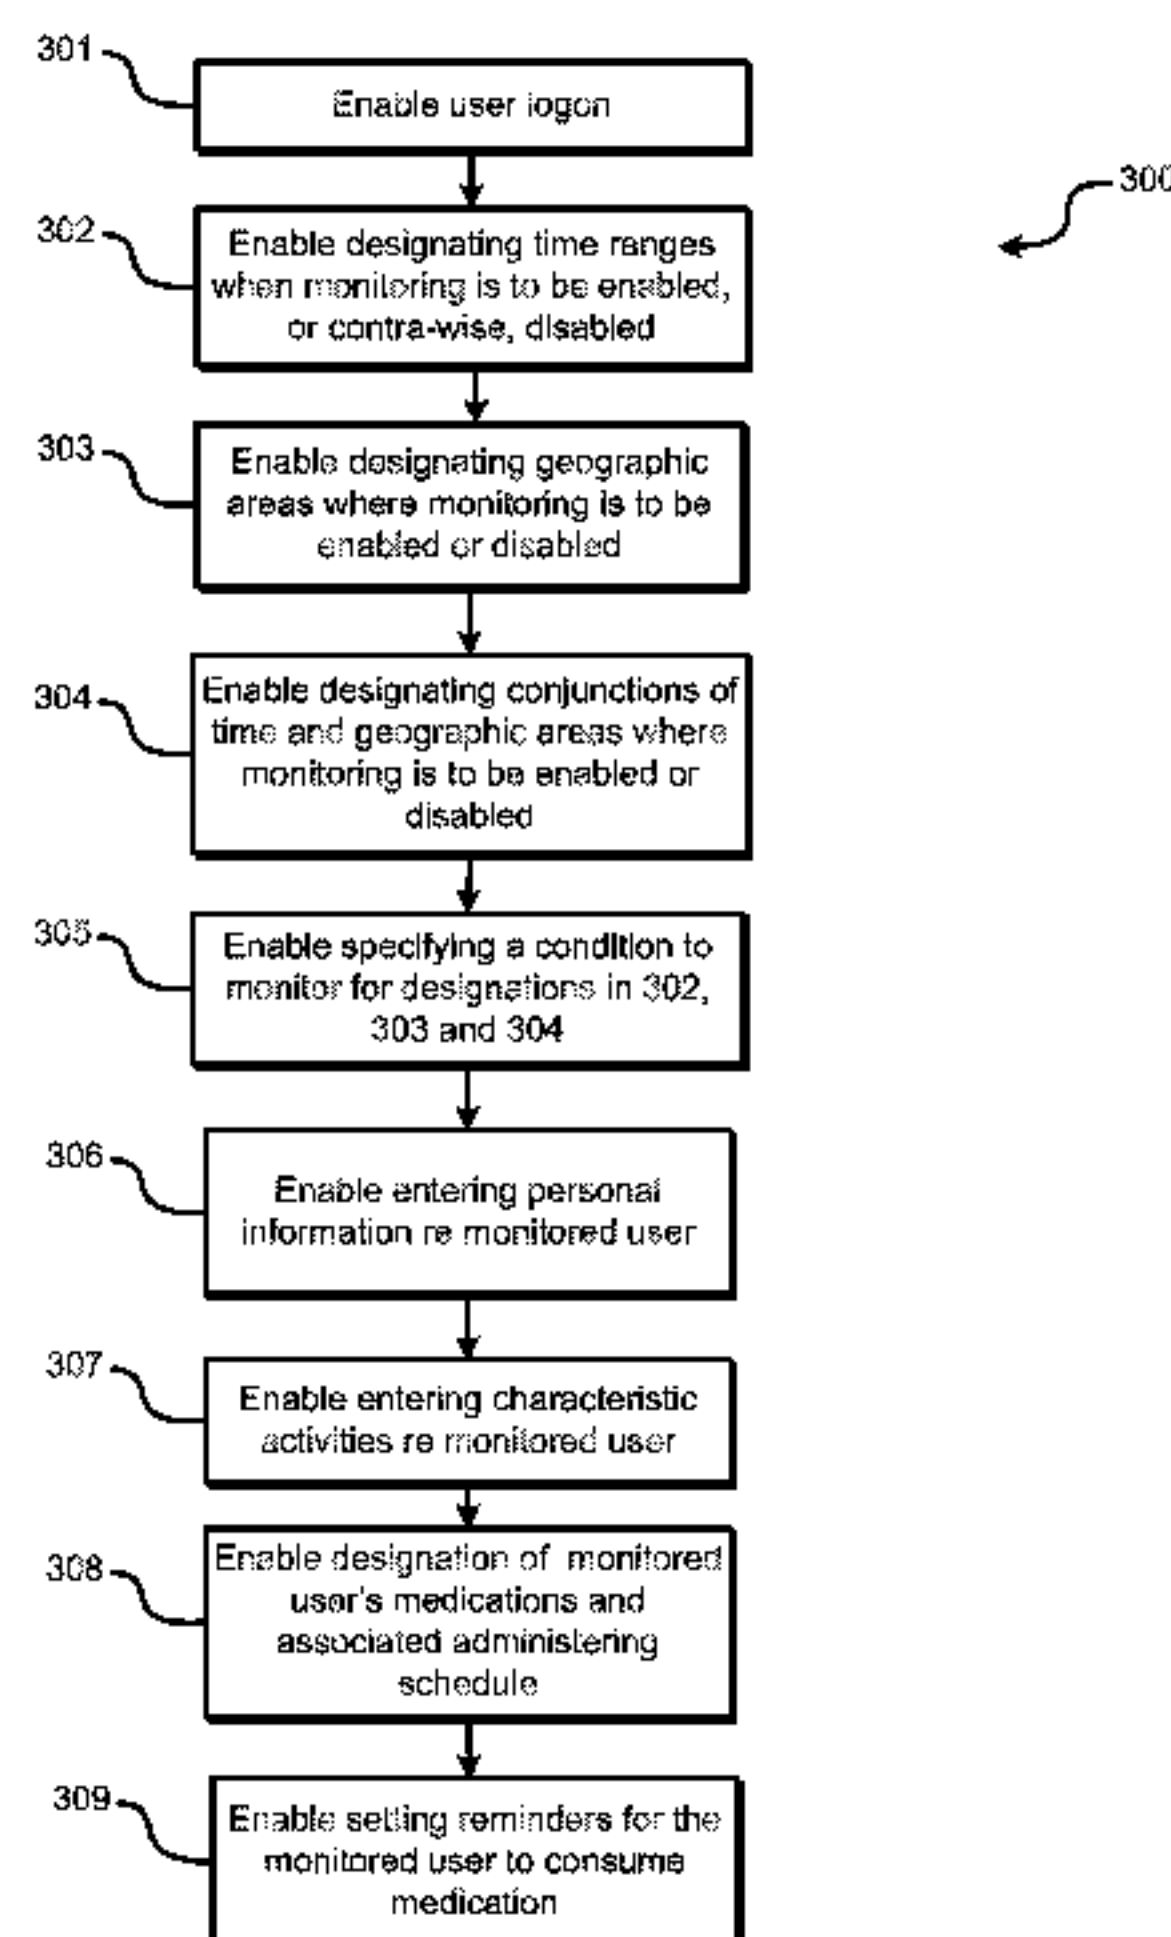 301
Enable user logon
300
302
Enable designating time ranges
when monitoring is to be enabled,
or contra-wise, disabled
303
Enable designating geographic
areas where monitoring is to be
enabled or disabled
304
Enable designating conjunctions of
time and geographic areas where
monitoring is to be enabled or
disabled
305
Enable specifying a condition to
monitor for designations in 302,
303 and 304
306
Enable entering personal
information re monitored user
307
Enable entering characteristic
activities re monitored user
308
Enable designation of monitored
user's medications and
associated administering
schedule
309
Enable setting reminders for the
monitored user to consume
medication